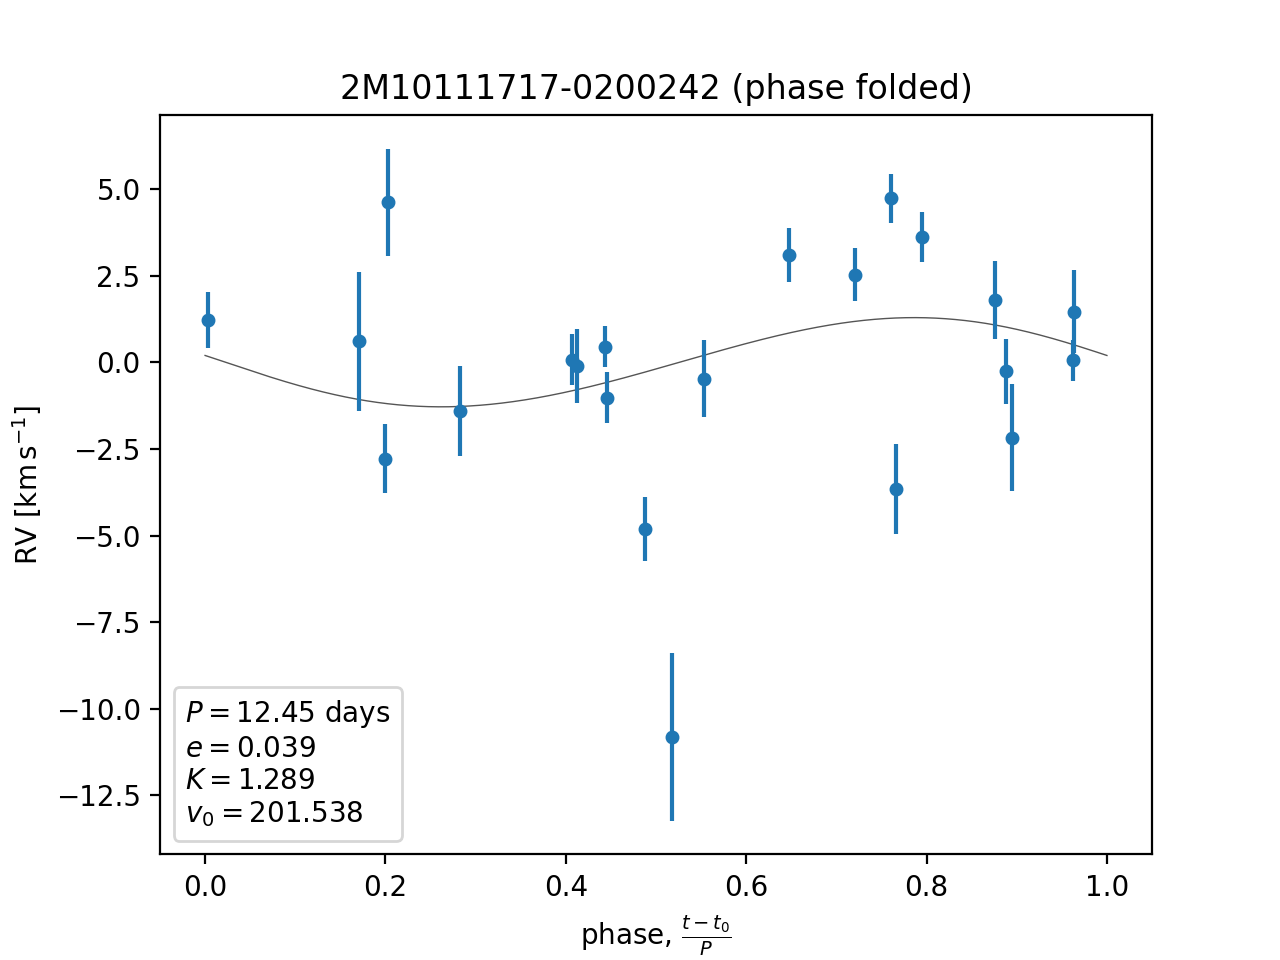 2M10111717-0200242 (phase folded)
RV [km s⁻¹]
5.0
2.5
0.0
−2.5
−5.0
−7.5
−10.0
−12.5
P = 12.45 days
e = 0.039
K = 1.289
v₀ = 201.538
0.0 0.2 0.4 0.6 0.8 1.0
phase, (t − t₀)/P